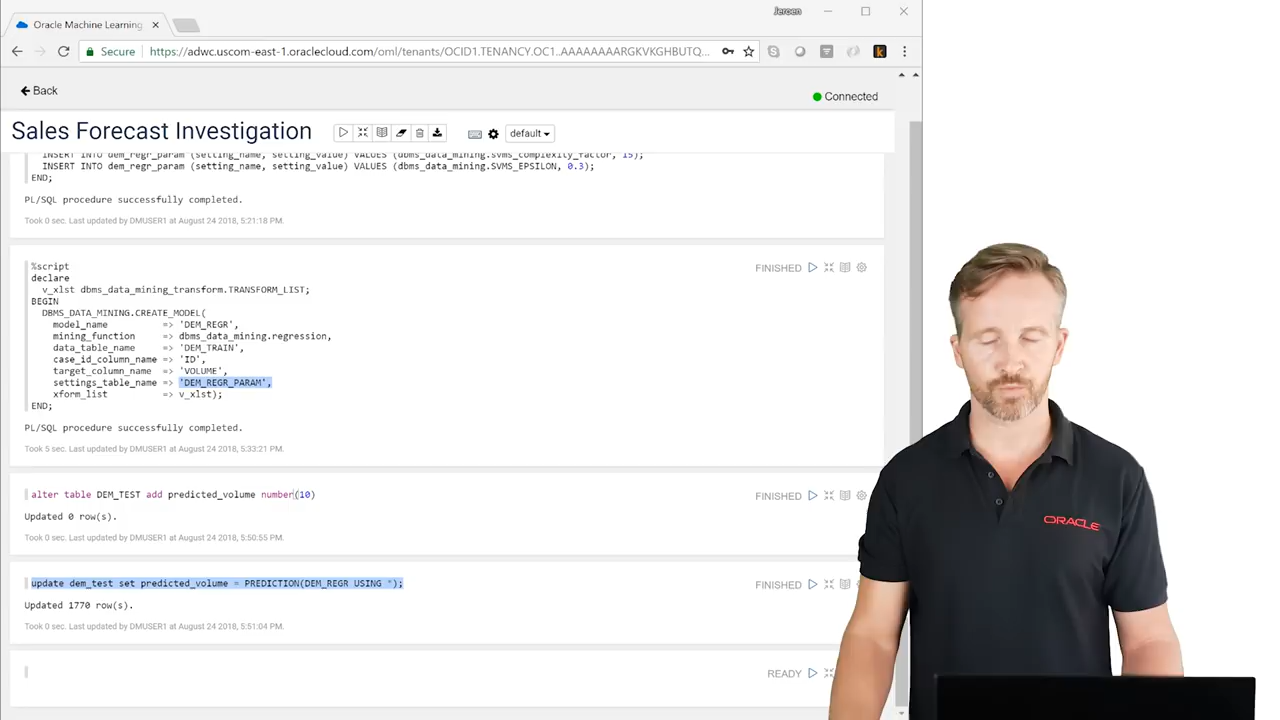 Jeroen
Oracle Machine Learning
Secure
https://adwc.uscom-east-1.oraclecloud.com/oml/tenants/OCID1.TENANCY.OC1..AAAAAAAARGKVKGHBUTQ...
Back
Connected
Sales Forecast Investigation
default
INSERT INTO dem_regr_param (setting_name, setting_value) VALUES (dbms_data_mining.svms_complexity_factor, 15);
INSERT INTO dem_regr_param (setting_name, setting_value) VALUES (dbms_data_mining.SVMS_EPSILON, 0.3);
END;
PL/SQL procedure successfully completed.
Took 0 sec. Last updated by DMUSER1 at August 24 2018, 5:21:18 PM.
%script
FINISHED
declare
v_xlst dbms_data_mining_transform.TRANSFORM_LIST;
BEGIN
DBMS_DATA_MINING.CREATE_MODEL(
model_name => 'DEM_REGR',
mining_function => dbms_data_mining.regression,
data_table_name => 'DEM_TRAIN',
case_id_column_name => 'ID',
target_column_name => 'VOLUME',
settings_table_name => 'DEM_REGR_PARAM',
xform_list => v_xlst);
END;
PL/SQL procedure successfully completed.
Took 5 sec. Last updated by DMUSER1 at August 24 2018, 5:33:21 PM.
alter table DEM_TEST add predicted_volume number(10)
FINISHED
Updated 0 row(s).
Took 0 sec. Last updated by DMUSER1 at August 24 2018, 5:50:55 PM.
update dem_test set predicted_volume = PREDICTION(DEM_REGR USING *);
FINISHED
Updated 1770 row(s).
Took 0 sec. Last updated by DMUSER1 at August 24 2018, 5:51:04 PM.
READY
ORACLE